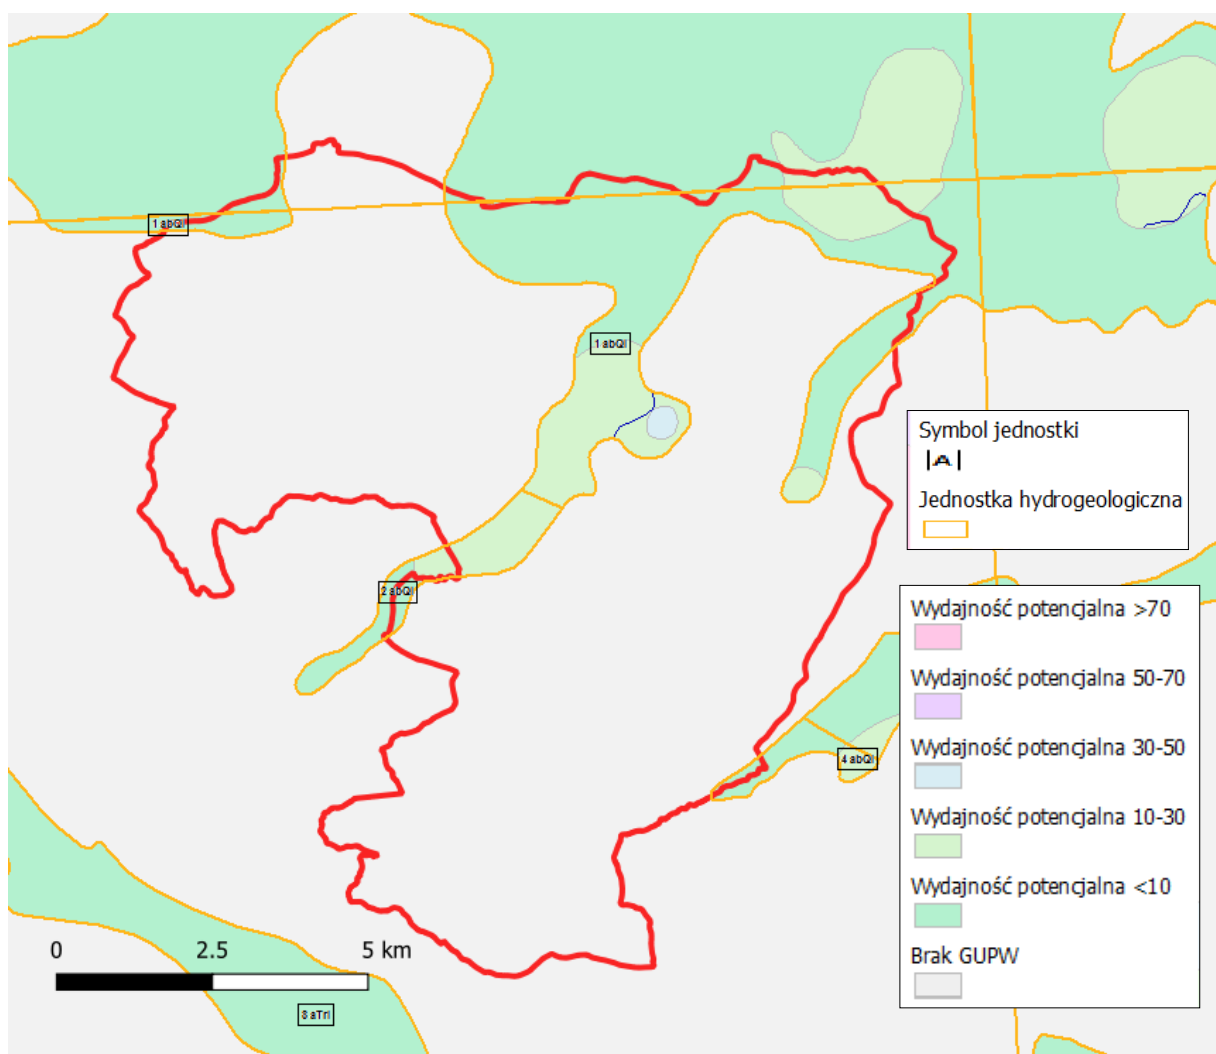 1 abQI
1 abQI
Symbol jednostki
|A|
Jednostka hydrogeologiczna
2 abQI
Wydajność potencjalna >70
Wydajność potencjalna 50-70
Wydajność potencjalna 30-50
4 abQI
Wydajność potencjalna 10-30
Wydajność potencjalna <10
Brak GUPW
0 2.5 5 km
3 aTrI